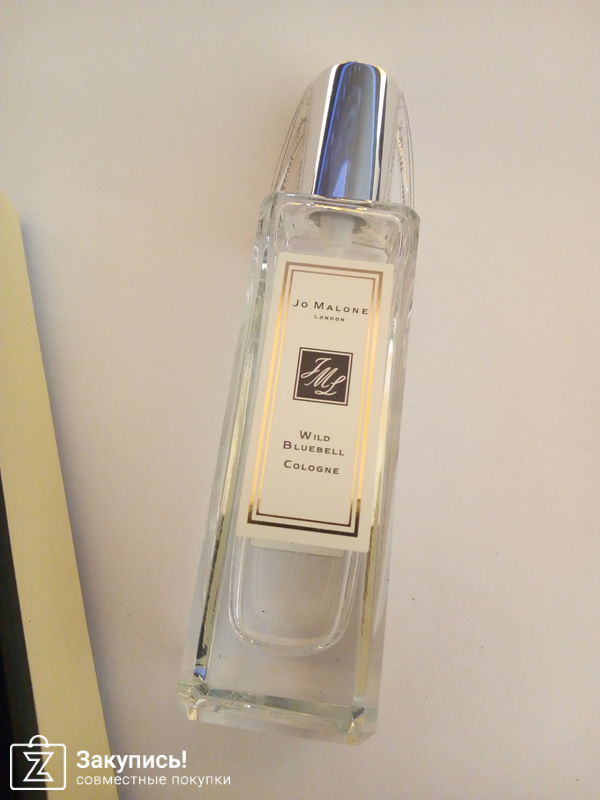 Jo Malone
London
JML
Wild
Bluebell
Cologne
Закупись!
совместные покупки